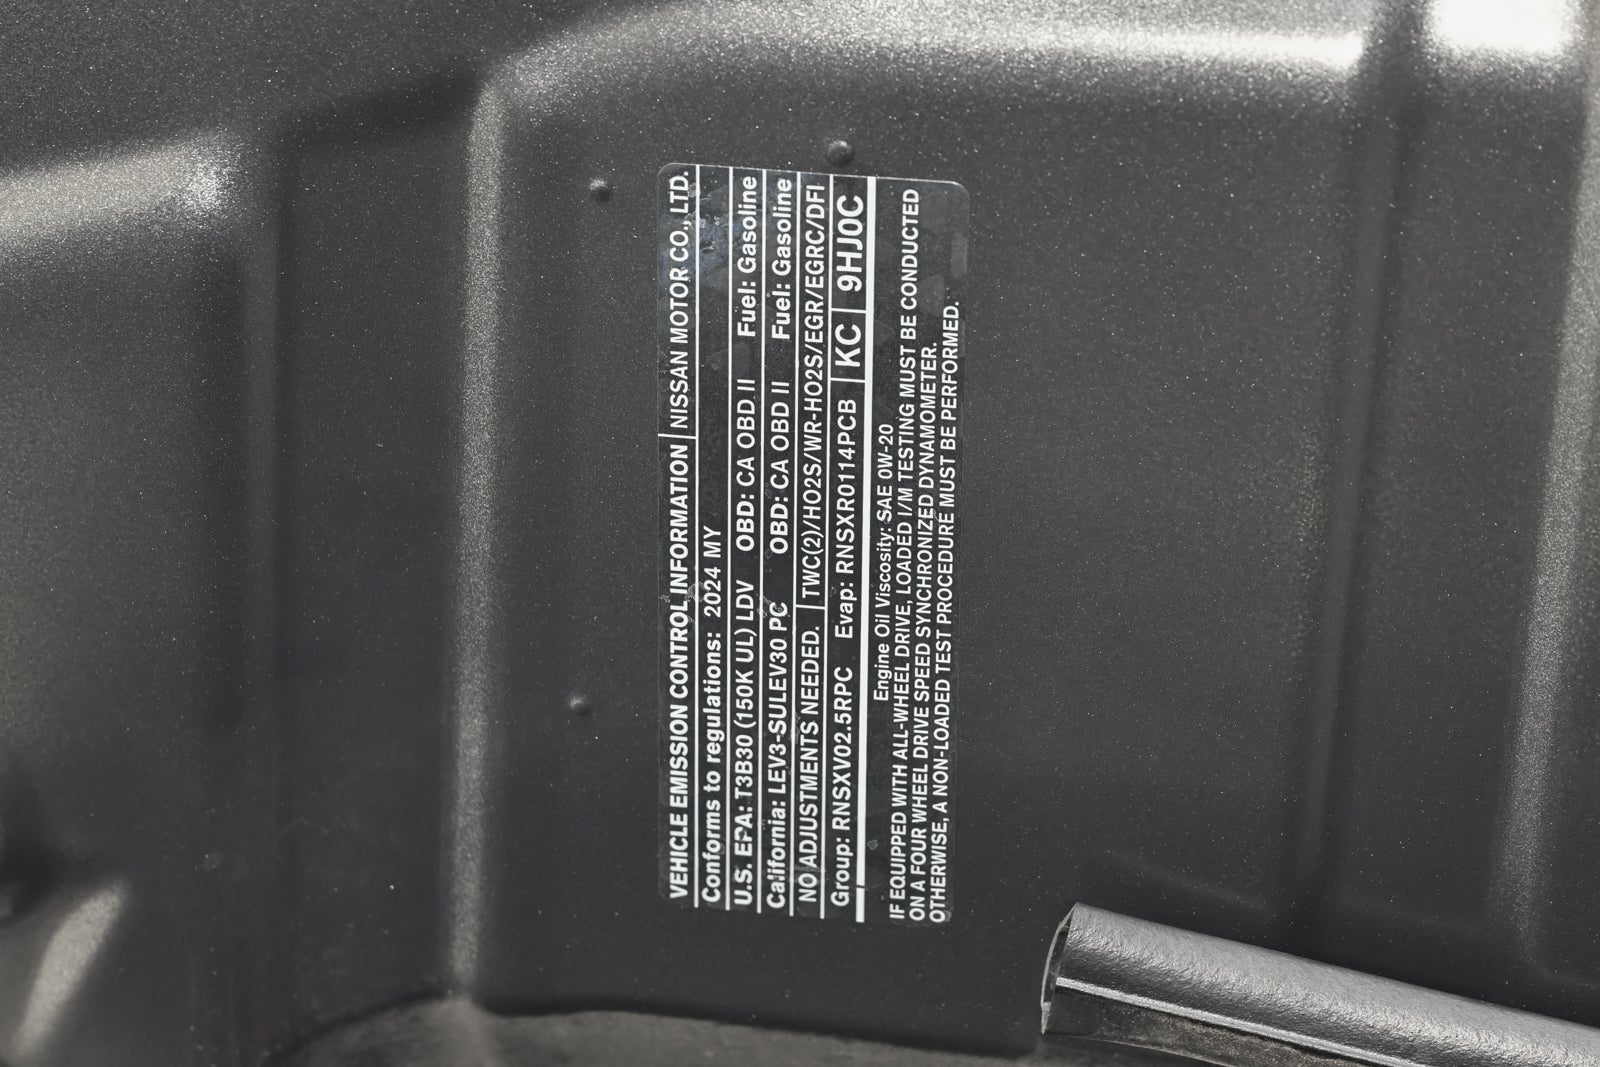 VEHICLE EMISSION CONTROL INFORMATION NISSAN MOTOR CO., LTD.
Conforms to regulations: 2024 MY
U.S. EPA: T3B30 (150K UL) LDV OBD: CA OBD II Fuel: Gasoline
California: LEV3-SULEV30 PC OBD: CA OBD II Fuel: Gasoline
NO ADJUSTMENTS NEEDED. TWC(2)/HO2S/WR-HO2S/EGR/EGRC/DFI
Group: RNSXV02.5RPC Evap: RNSXR0114PCB KC 9HJ0C
Engine Oil Viscosity: SAE 0W-20
IF EQUIPPED WITH ALL-WHEEL DRIVE, LOADED I/M TESTING MUST BE CONDUCTED
ON A FOUR WHEEL DRIVE SPEED SYNCHRONIZED DYNAMOMETER.
OTHERWISE, A NON-LOADED TEST PROCEDURE MUST BE PERFORMED.